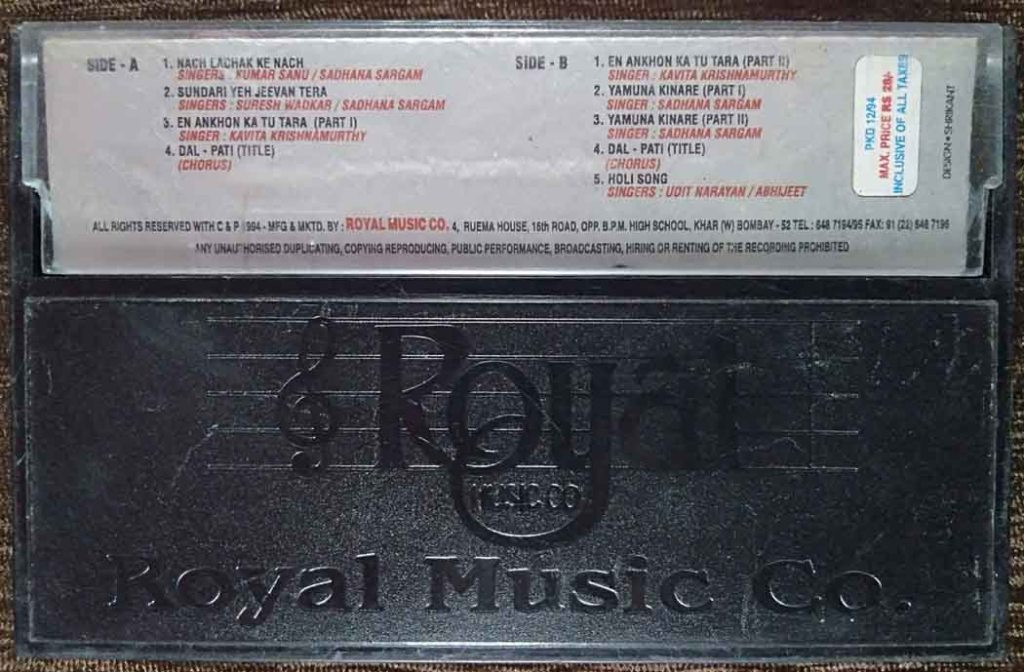 SIDE - A
1. NACH LACHAK KE NACH
SINGERS : KUMAR SANU / SADHANA SARGAM
2. SUNDARI YEH JEEVAN TERA
SINGERS : SURESH WADKAR / SADHANA SARGAM
3. EN ANKHON KA TU TARA (PART I)
SINGER : KAVITA KRISHNAMURTHY
4. DAL - PATI (TITLE)
(CHORUS)
SIDE - B
1. EN ANKHON KA TU TARA (PART II)
SINGER : KAVITA KRISHNAMURTHY
2. YAMUNA KINARE (PART I)
SINGER : SADHANA SARGAM
3. YAMUNA KINARE (PART II)
SINGER : SADHANA SARGAM
4. DAL - PATI (TITLE)
(CHORUS)
5. HOLI SONG
SINGERS : UDIT NARAYAN / ABHIJEET
PKD 12/94
MAX. PRICE RS 28/-
INCLUSIVE OF ALL TAXES
DESIGN • SHRIKANT
ALL RIGHTS RESERVED WITH C & P 1994 - MFG & MKTD. BY : ROYAL MUSIC CO. 4, RUEMA HOUSE, 16th ROAD, OPP. B.P.M. HIGH SCHOOL, KHAR (W) BOMBAY - 52 TEL : 648 7194/95 FAX: 91 (22) 648 7196
ANY UNAUTHORISED DUPLICATING, COPYING REPRODUCING, PUBLIC PERFORMANCE, BROADCASTING, HIRING OR RENTING OF THE RECORDING PROHIBITED
Royal
MUSIC CO
Royal Music Co.